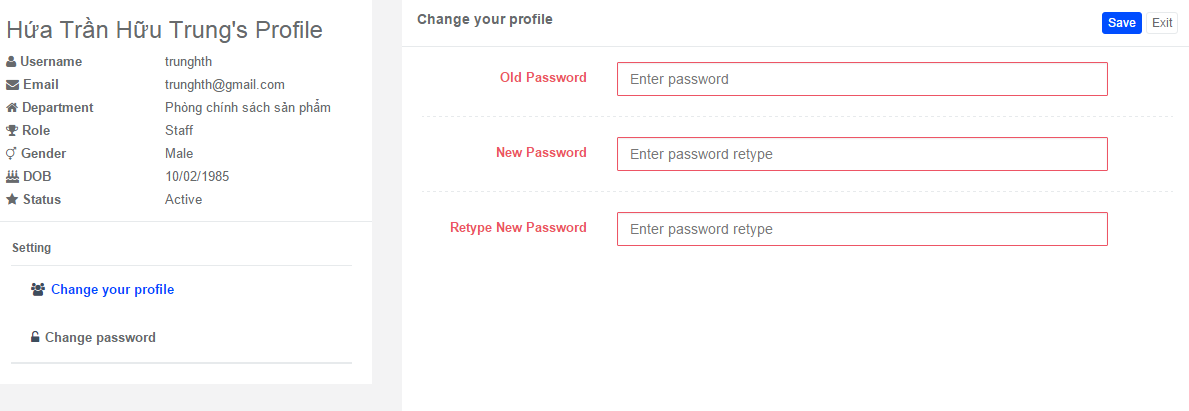 Hứa Trần Hữu Trung's Profile
Username trunghth
Email trunghth@gmail.com
Department Phòng chính sách sản phẩm
Role Staff
Gender Male
DOB 10/02/1985
Status Active
Setting
Change your profile
Change password
Change your profile
Save Exit
Old Password Enter password
New Password Enter password retype
Retype New Password Enter password retype